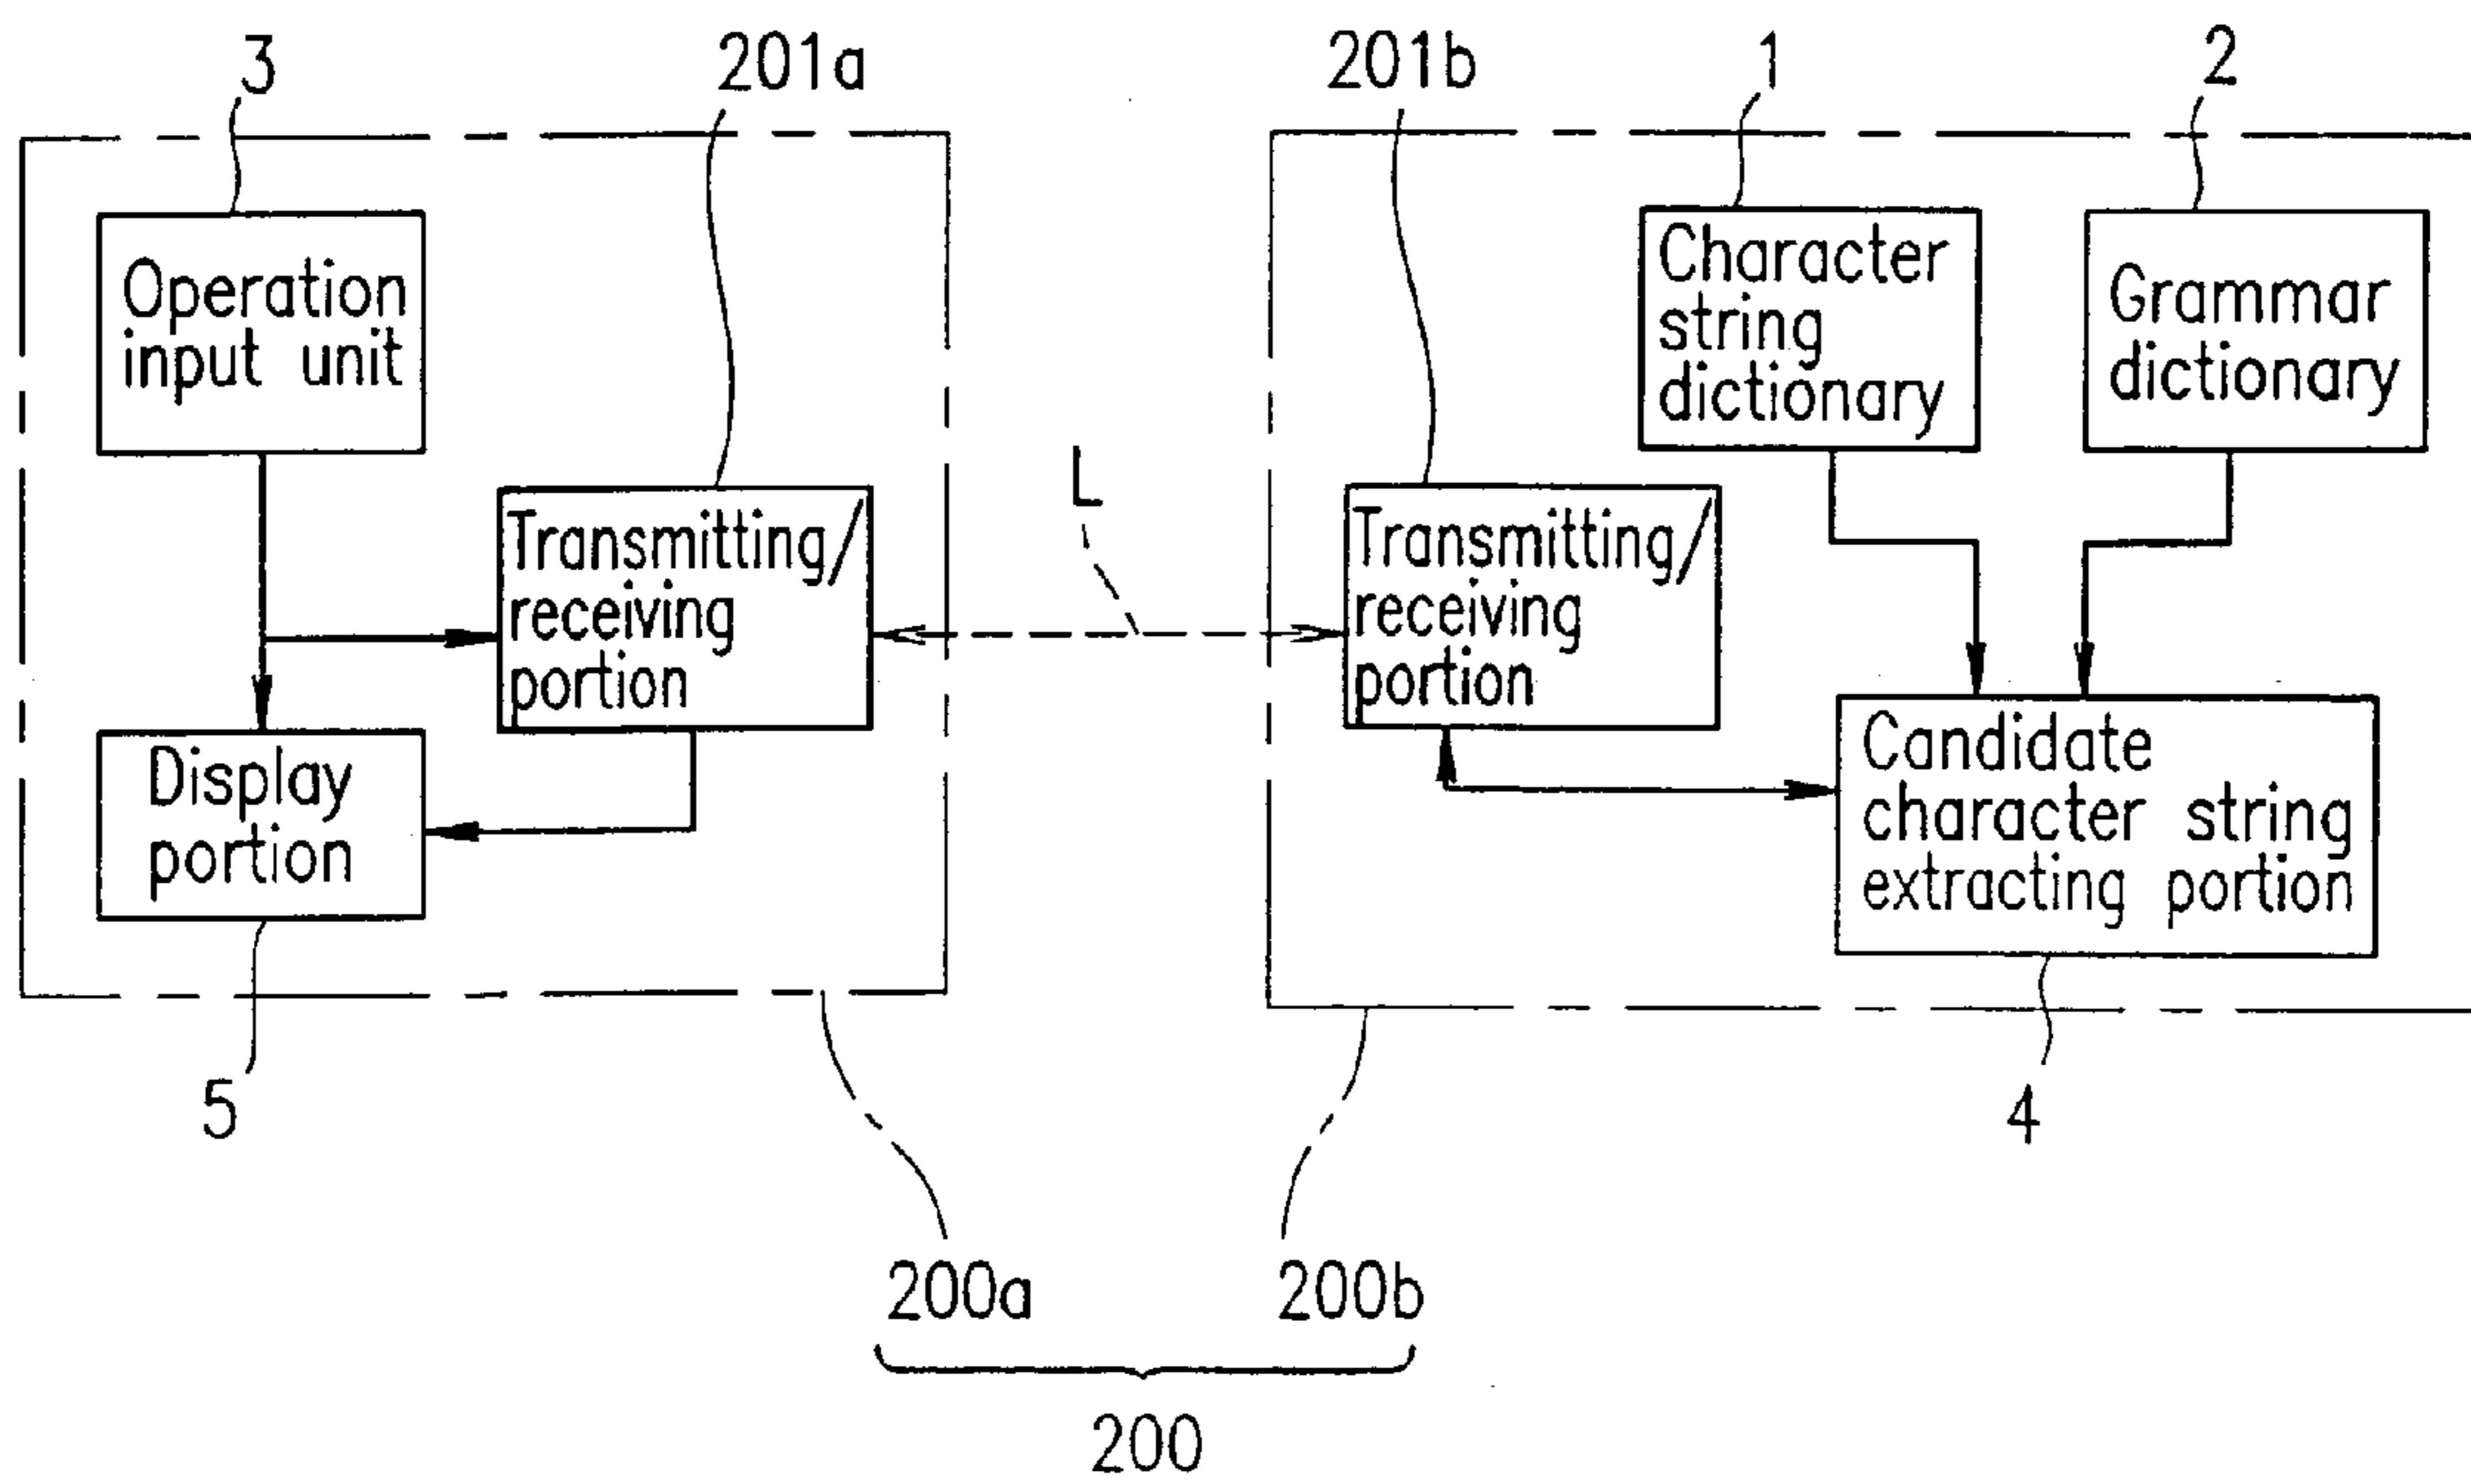 3
201a
201b
1
2
Operation
input unit
Character
string
dictionary
Grammar
dictionary
L
Transmitting/
receiving
portion
Transmitting/
receiving
portion
Display
portion
Candidate
character string
extracting portion
5
4
200a
200b
200